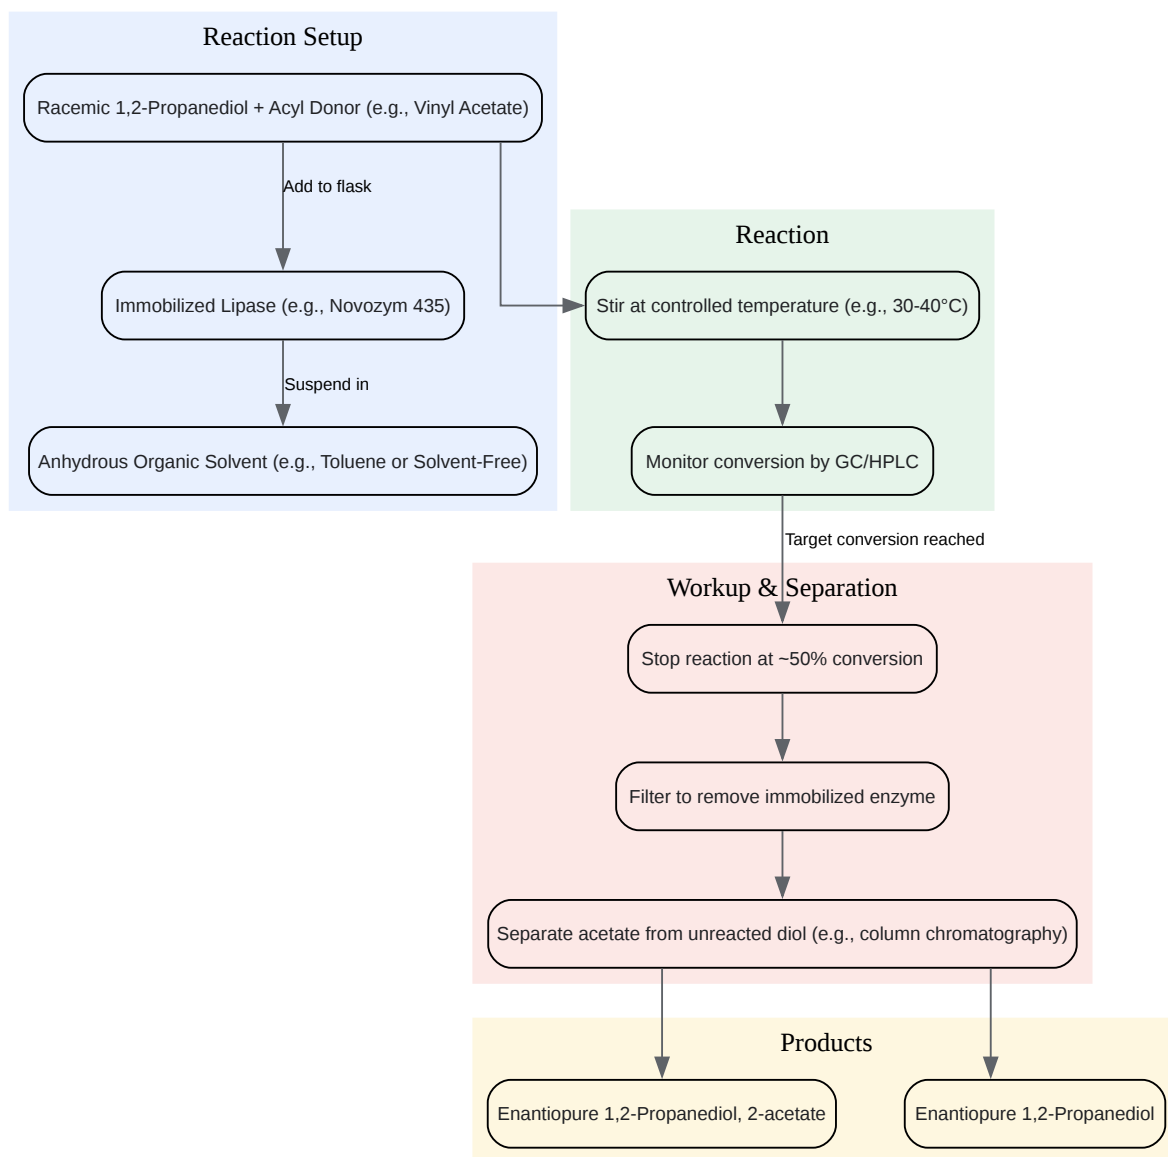 Reaction Setup
Racemic 1,2-Propanediol + Acyl Donor (e.g., Vinyl Acetate)
Add to flask
Immobilized Lipase (e.g., Novozym 435)
Suspend in
Anhydrous Organic Solvent (e.g., Toluene or Solvent-Free)
Reaction
Stir at controlled temperature (e.g., 30-40°C)
Monitor conversion by GC/HPLC
Target conversion reached
Workup & Separation
Stop reaction at ~50% conversion
Filter to remove immobilized enzyme
Separate acetate from unreacted diol (e.g., column chromatography)
Products
Enantiopure 1,2-Propanediol, 2-acetate
Enantiopure 1,2-Propanediol